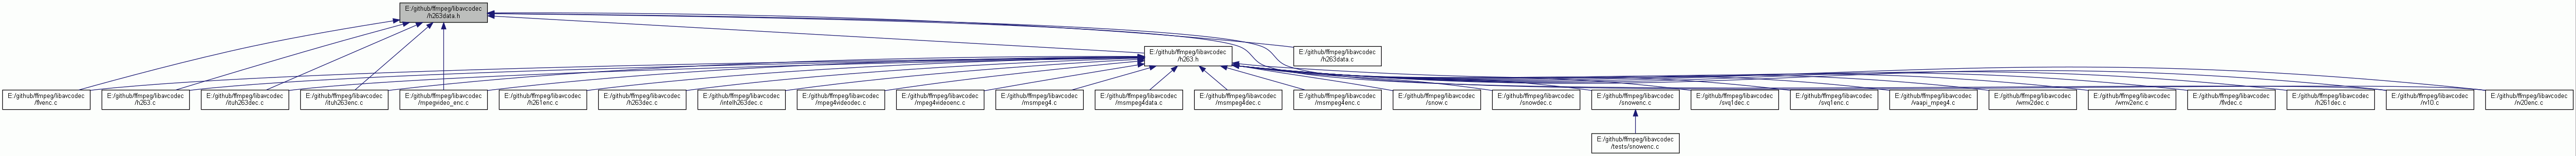 E:/github/ffmpeg/libavcodec
/h263data.h
E:/github/ffmpeg/libavcodec
/h263.h
E:/github/ffmpeg/libavcodec
/h263data.c
E:/github/ffmpeg/libavcodec
/flvenc.c
E:/github/ffmpeg/libavcodec
/h263.c
E:/github/ffmpeg/libavcodec
/ituh263dec.c
E:/github/ffmpeg/libavcodec
/ituh263enc.c
E:/github/ffmpeg/libavcodec
/mpegvideo_enc.c
E:/github/ffmpeg/libavcodec
/h261enc.c
E:/github/ffmpeg/libavcodec
/h263dec.c
E:/github/ffmpeg/libavcodec
/intelh263dec.c
E:/github/ffmpeg/libavcodec
/mpeg4videodec.c
E:/github/ffmpeg/libavcodec
/mpeg4videoenc.c
E:/github/ffmpeg/libavcodec
/msmpeg4.c
E:/github/ffmpeg/libavcodec
/msmpeg4data.c
E:/github/ffmpeg/libavcodec
/msmpeg4dec.c
E:/github/ffmpeg/libavcodec
/msmpeg4enc.c
E:/github/ffmpeg/libavcodec
/snow.c
E:/github/ffmpeg/libavcodec
/snowdec.c
E:/github/ffmpeg/libavcodec
/snowenc.c
E:/github/ffmpeg/libavcodec
/svq1dec.c
E:/github/ffmpeg/libavcodec
/svq1enc.c
E:/github/ffmpeg/libavcodec
/vaapi_mpeg4.c
E:/github/ffmpeg/libavcodec
/wmv2dec.c
E:/github/ffmpeg/libavcodec
/wmv2enc.c
E:/github/ffmpeg/libavcodec
/flvdec.c
E:/github/ffmpeg/libavcodec
/h261dec.c
E:/github/ffmpeg/libavcodec
/rv10.c
E:/github/ffmpeg/libavcodec
/rv20enc.c
E:/github/ffmpeg/libavcodec
/tests/snowenc.c